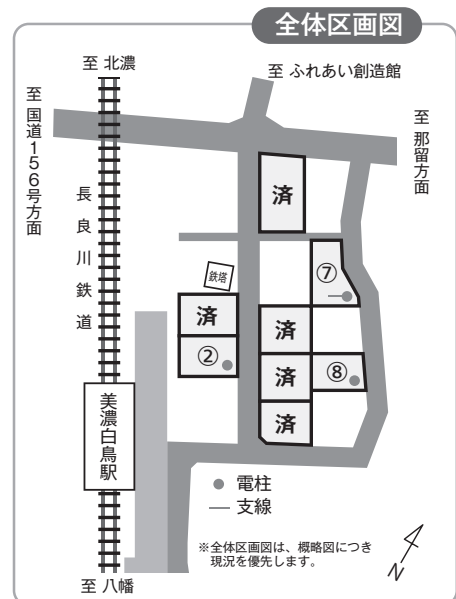 全体区画図
至 北濃
至 ふれあい創造館
至 国道156号方面
至 那留方面
長良川鉄道
済
⑦
鉄塔
済
済
②
済
⑧
済
美濃白鳥駅
電柱
支線
※全体区画図は、概略図につき
現況を優先します。
N
至 八幡